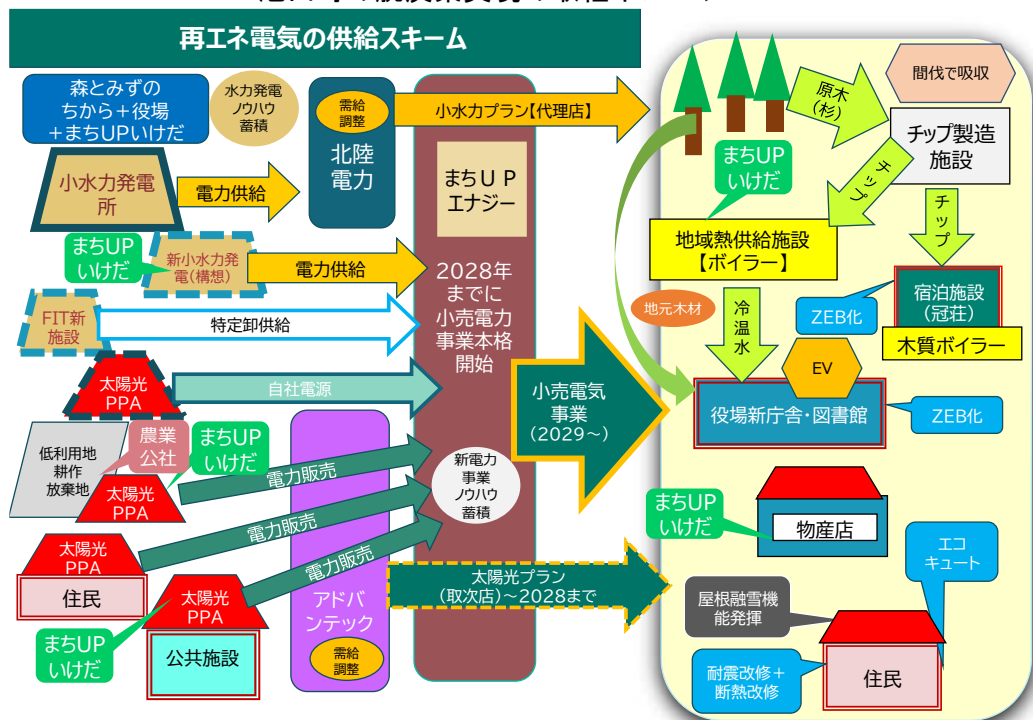 再エネ電気の供給スキーム
森とみずの
ちから＋役場
＋まちUPいけだ
水力発電
ノウハウ
蓄積
需給
調整
北陸
電力
小水力プラン【代理店】
小水力発電
所
電力供給
まちＵＰ
エナジー
まちUP
いけだ
新小水力発
電（構想）
電力供給
2028年
までに
小売電力
事業本格
開始
FIT新
施設
特定卸供給
太陽光
PPA
自社電源
低利用地
耕作
放棄地
農業
公社
まちUP
いけだ
太陽光
PPA
電力販売
新電力
事業
ノウハウ
蓄積
小売電気
事業
（2029～）
太陽光
PPA
住民
電力販売
太陽光
PPA
公共施設
まちUP
いけだ
電力販売
アドバ
ンテック
需給
調整
太陽光プラン
（取次店）～2028まで
原木
（杉）
間伐で吸収
チップ製造
施設
まちUP
いけだ
チップ
チップ
地域熱供給施設
【ボイラー】
地元木材
冷温水
ZEB化
宿泊施設
（冠荘）
木質ボイラー
EV
役場新庁舎・図書館
ZEB化
まちUP
いけだ
物産店
エコ
キュート
屋根融雪機
能発揮
耐震改修＋
断熱改修
住民